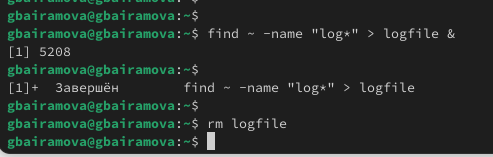 gbairamova@gbairamova:~$
gbairamova@gbairamova:~$ find ~ -name "log*" > logfile &
[1] 5208
gbairamova@gbairamova:~$
[1]+  Завершён        find ~ -name "log*" > logfile
gbairamova@gbairamova:~$
gbairamova@gbairamova:~$ rm logfile
gbairamova@gbairamova:~$